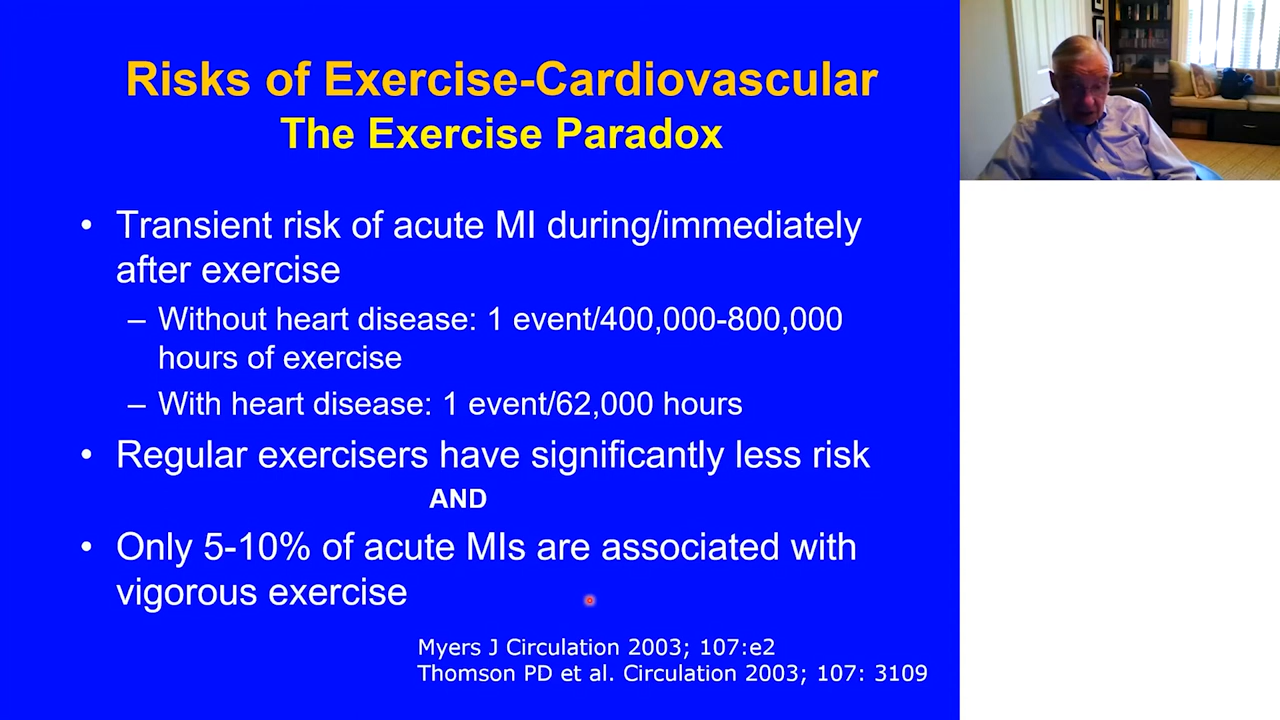 Risks of Exercise-Cardiovascular
The Exercise Paradox
• Transient risk of acute MI during/immediately
after exercise
– Without heart disease: 1 event/400,000-800,000
hours of exercise
– With heart disease: 1 event/62,000 hours
• Regular exercisers have significantly less risk
AND
• Only 5-10% of acute MIs are associated with
vigorous exercise
Myers J Circulation 2003; 107:e2
Thomson PD et al. Circulation 2003; 107: 3109